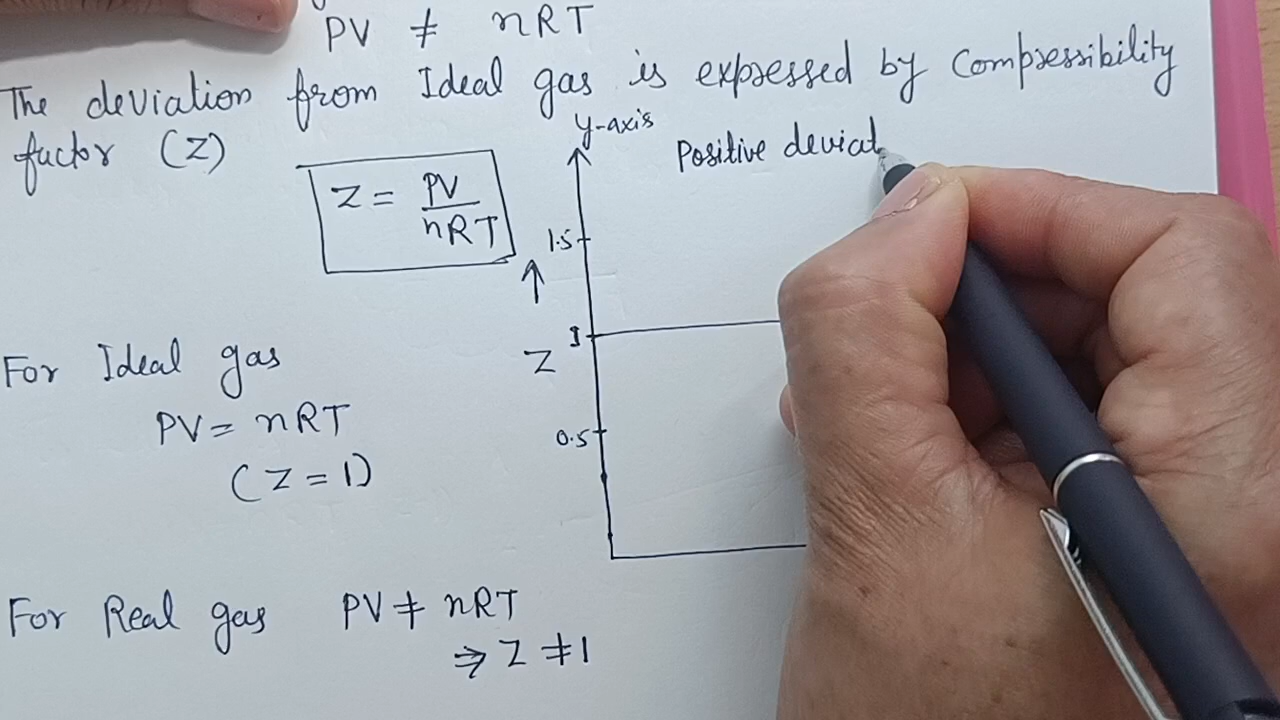 PV ≠ nRT
The deviation from Ideal gas is expressed by Compressibility
factor (Z)
Z = PV/nRT
y-axis
Positive deviat
1.5
1
Z
0.5
For Ideal gas
PV = nRT
(Z = 1)
For Real gas PV ≠ nRT
⇒ Z ≠ 1